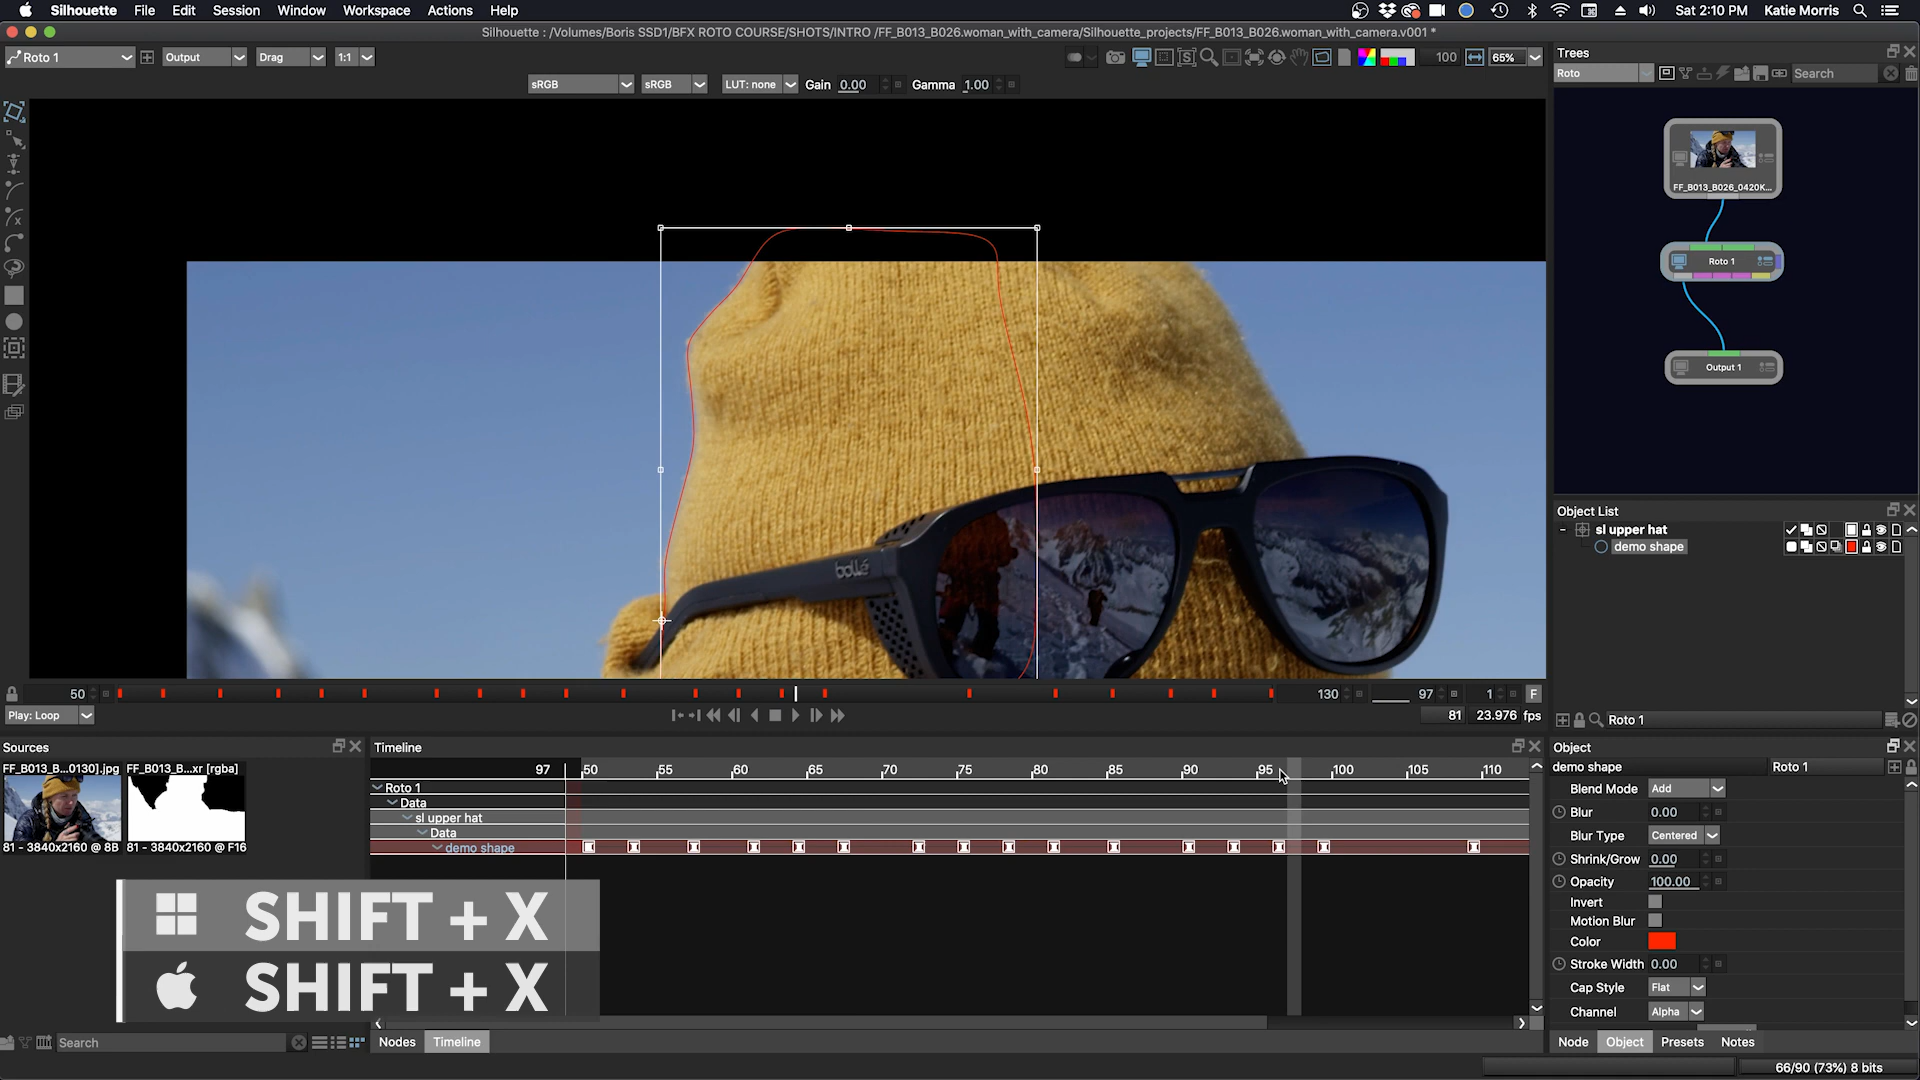 Silhouette File Edit Session Window Workspace Actions Help Sat 2:10 PM Katie Morris
Silhouette : /Volumes/Boris SSD1/BFX ROTO COURSE/SHOTS/INTRO /FF_B013_B026.woman_with_camera/Silhouette_projects/FF_B013_B026.woman_with_camera.v001 *
Roto 1 Output Drag 1:1 100 65%
sRGB sRGB LUT: none Gain 0.00 Gamma 1.00
Trees
Roto Search
FF_B013_B026_0420K...
Roto 1
Output 1
bollé
Object List
sl upper hat
demo shape
Roto 1
50 130 97 1 F
Play: Loop 81 23.976 fps
Sources
FF_B013_B...0130].jpg FF_B013_B...xr [rgba]
81 - 3840x2160 @ 8B 81 - 3840x2160 @ F16
Timeline
97 50 55 60 65 70 75 80 85 90 95 100 105 110
Roto 1
Data
sl upper hat
Data
demo shape
SHIFT + X
SHIFT + X
Search
Nodes Timeline
Object
demo shape Roto 1
Blend Mode Add
Blur 0.00
Blur Type Centered
Shrink/Grow 0.00
Opacity 100.00
Invert
Motion Blur
Color
Stroke Width 0.00
Cap Style Flat
Channel Alpha
Node Object Presets Notes
66/90 (73%) 8 bits